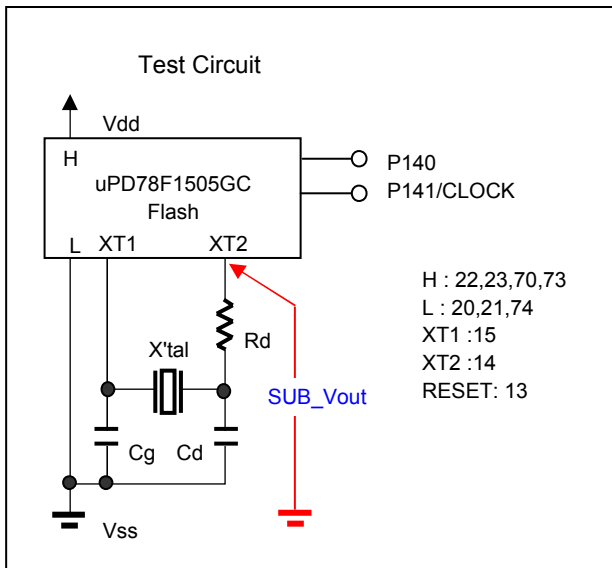 Test Circuit
Vdd
H
uPD78F1505GC
Flash
L XT1 XT2
P140
P141/CLOCK
H : 22,23,70,73
L : 20,21,74
XT1 :15
XT2 :14
RESET: 13
X'tal
Rd
SUB_Vout
Cg
Cd
Vss